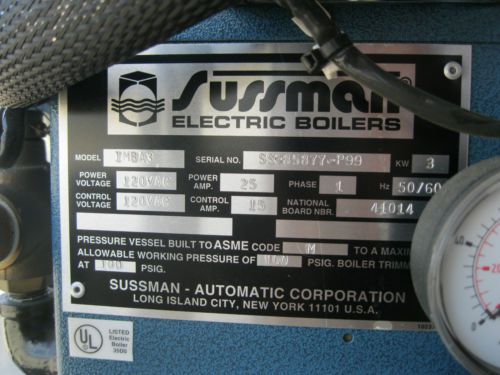 Sussman®
ELECTRIC BOILERS
MODEL SERIAL NO. KW 3
POWER VOLTAGE 120VAC POWER AMP. 25 PHASE 1 Hz 50/60
CONTROL VOLTAGE 120VAC CONTROL AMP. 15 NATIONAL BOARD NBR. 41014
PRESSURE VESSEL BUILT TO ASME CODE M TO A
ALLOWABLE WORKING PRESSURE OF 100 PSIG. BOILER
AT 100 PSIG.
SUSSMAN - AUTOMATIC CORPORATION
LONG ISLAND CITY, NEW YORK 11101 U.S.A.
UL
LISTED
Electric
Boiler
40
0